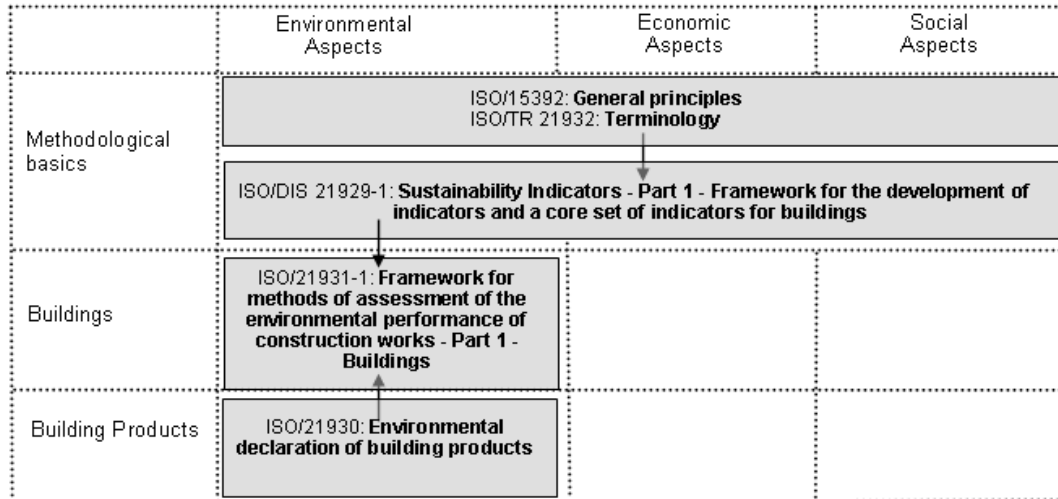 Environmental
Aspects
Economic
Aspects
Social
Aspects
Methodological
basics
ISO/15392: General principles
ISO/TR 21932: Terminology
ISO/DIS 21929-1: Sustainability Indicators - Part 1 - Framework for the development of
indicators and a core set of indicators for buildings
Buildings
ISO/21931-1: Framework for
methods of assessment of the
environmental performance of
construction works - Part 1 -
Buildings
Building Products
ISO/21930: Environmental
declaration of building products